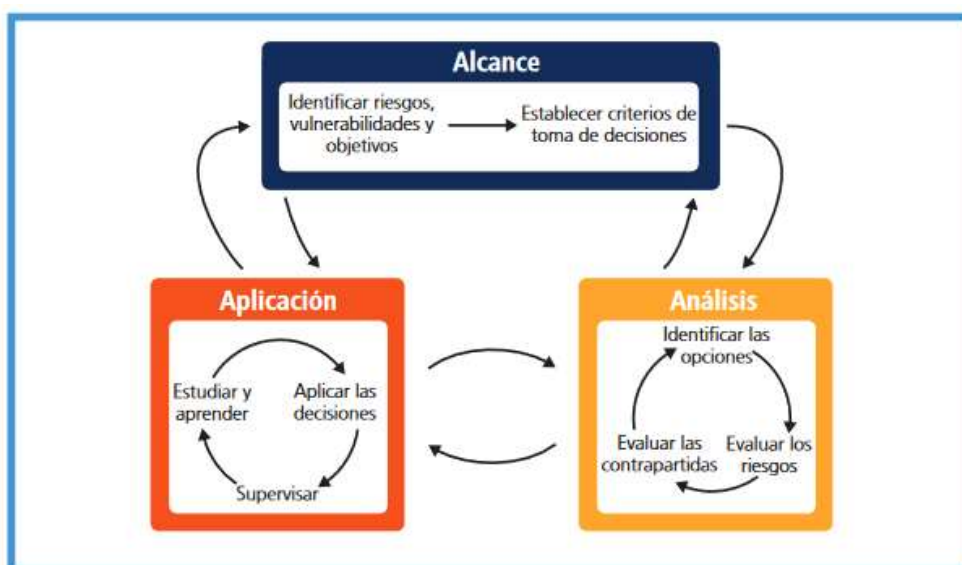 Alcance
Identificar riesgos,
vulnerabilidades y
objetivos
Establecer criterios de
toma de decisiones
Aplicación
Estudiar y
aprender
Aplicar las
decisiones
Supervisar
Análisis
Identificar las
opciones
Evaluar las
contrapartidas
Evaluar los
riesgos